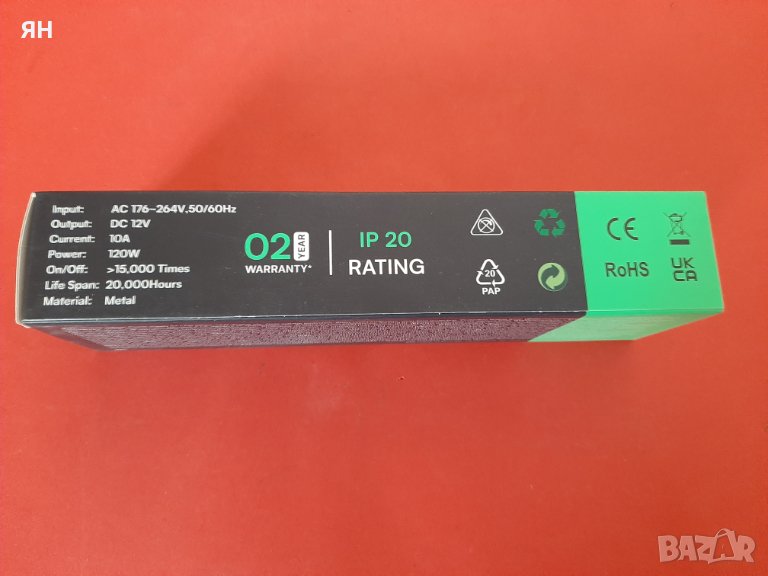 ЯН
Input: AC 176-264V,50/60Hz
Output: DC 12V
Current: 10A
Power: 120W
On/Off: >15,000 Times
Life Span: 20,000Hours
Material: Metal
02 YEAR
WARRANTY*
IP 20
RATING
20
PAP
CE
RoHS
UK
CA
BAZAR